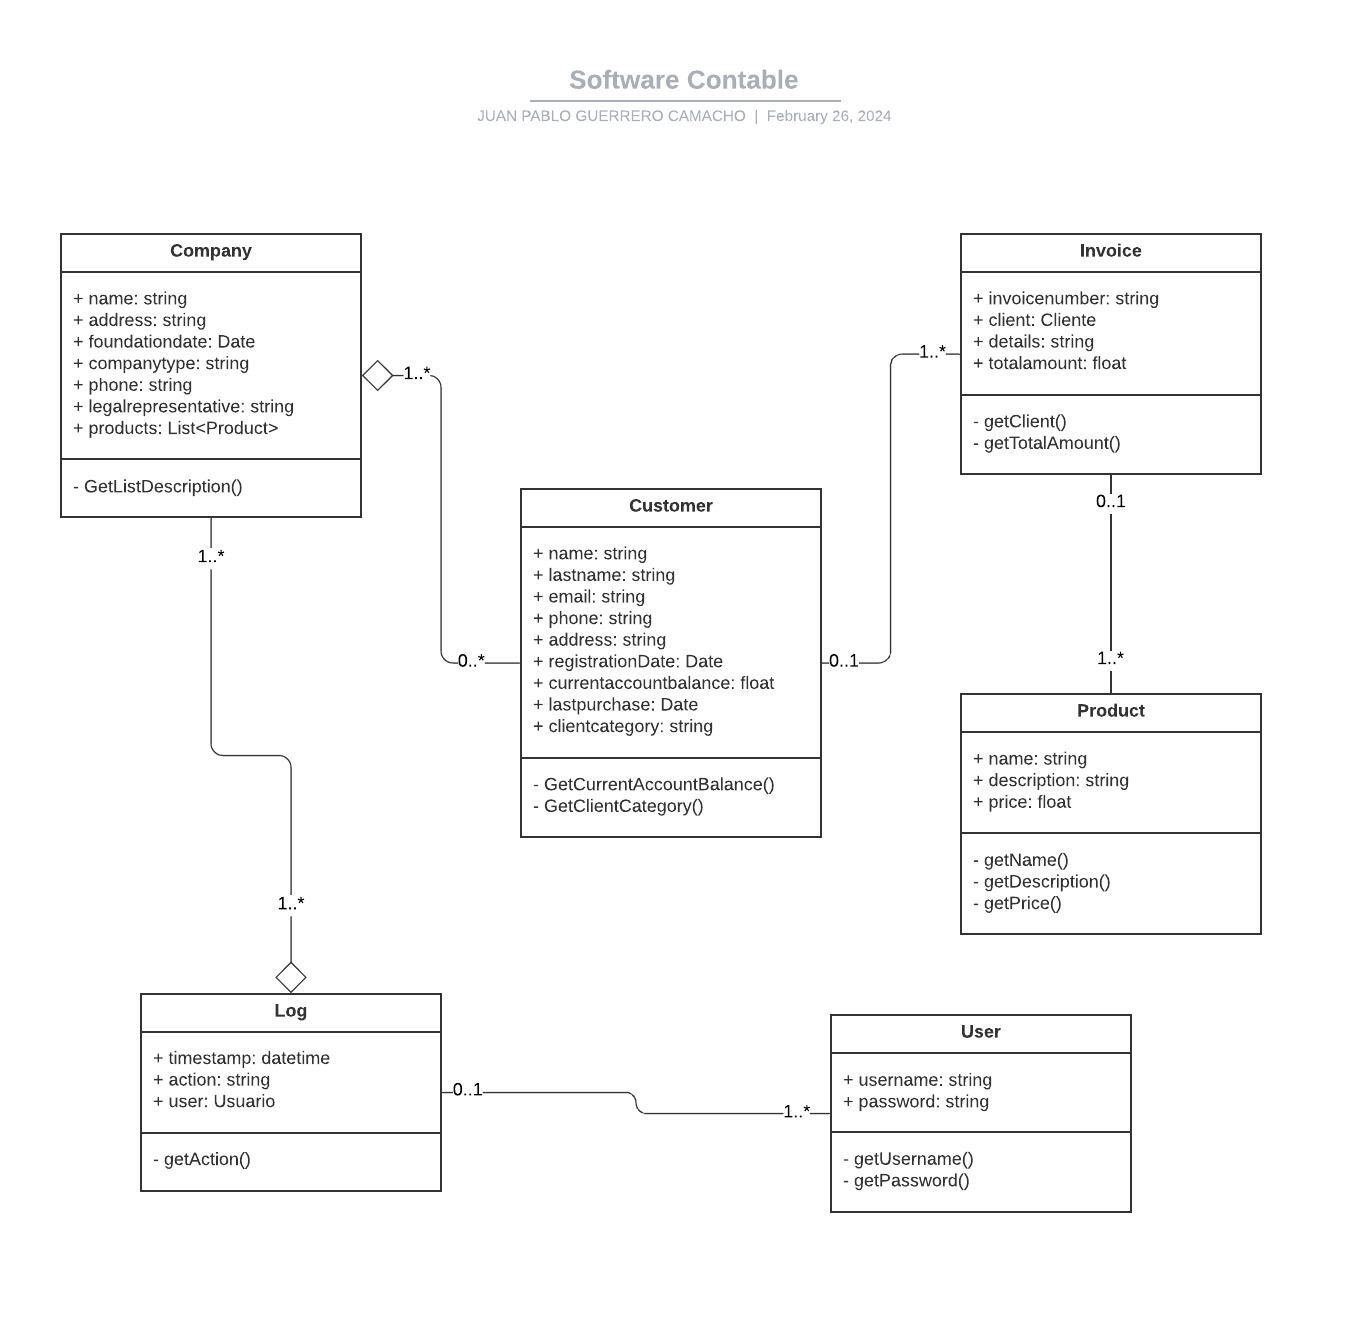 Software Contable
JUAN PABLO GUERRERO CAMACHO | February 26, 2024
Company
+ name: string
+ address: string
+ foundationdate: Date
+ companytype: string
+ phone: string
+ legalrepresentative: string
+ products: List<Product>
- GetListDescription()
1..*
0..*
1..*
1..*
Customer
+ name: string
+ lastname: string
+ email: string
+ phone: string
+ address: string
+ registrationDate: Date
+ currentaccountbalance: float
+ lastpurchase: Date
+ clientcategory: string
- GetCurrentAccountBalance()
- GetClientCategory()
0..1
1..*
Invoice
+ invoicenumber: string
+ client: Cliente
+ details: string
+ totalamount: float
- getClient()
- getTotalAmount()
0..1
1..*
Product
+ name: string
+ description: string
+ price: float
- getName()
- getDescription()
- getPrice()
Log
+ timestamp: datetime
+ action: string
+ user: Usuario
- getAction()
0..1
1..*
User
+ username: string
+ password: string
- getUsername()
- getPassword()